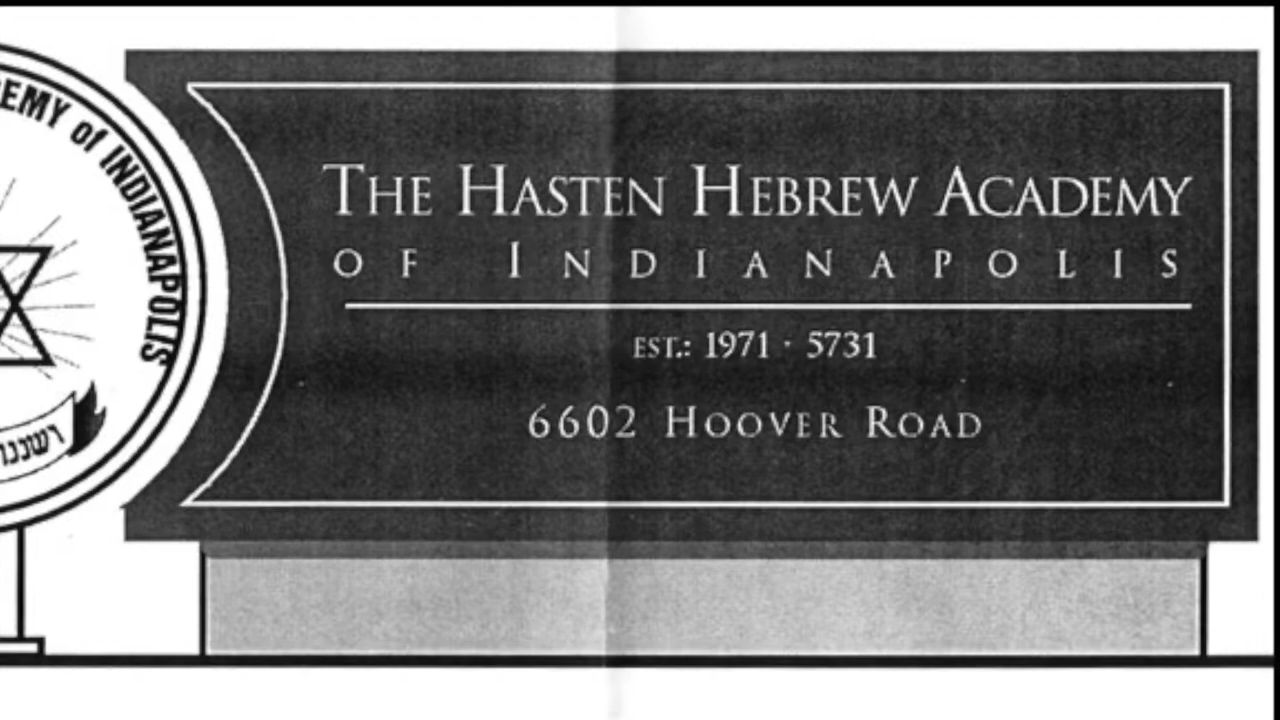 EMY of INDIANAPOLIS
THE HASTEN HEBREW ACADEMY
OF INDIANAPOLIS
EST.: 1971 · 5731
6602 HOOVER ROAD